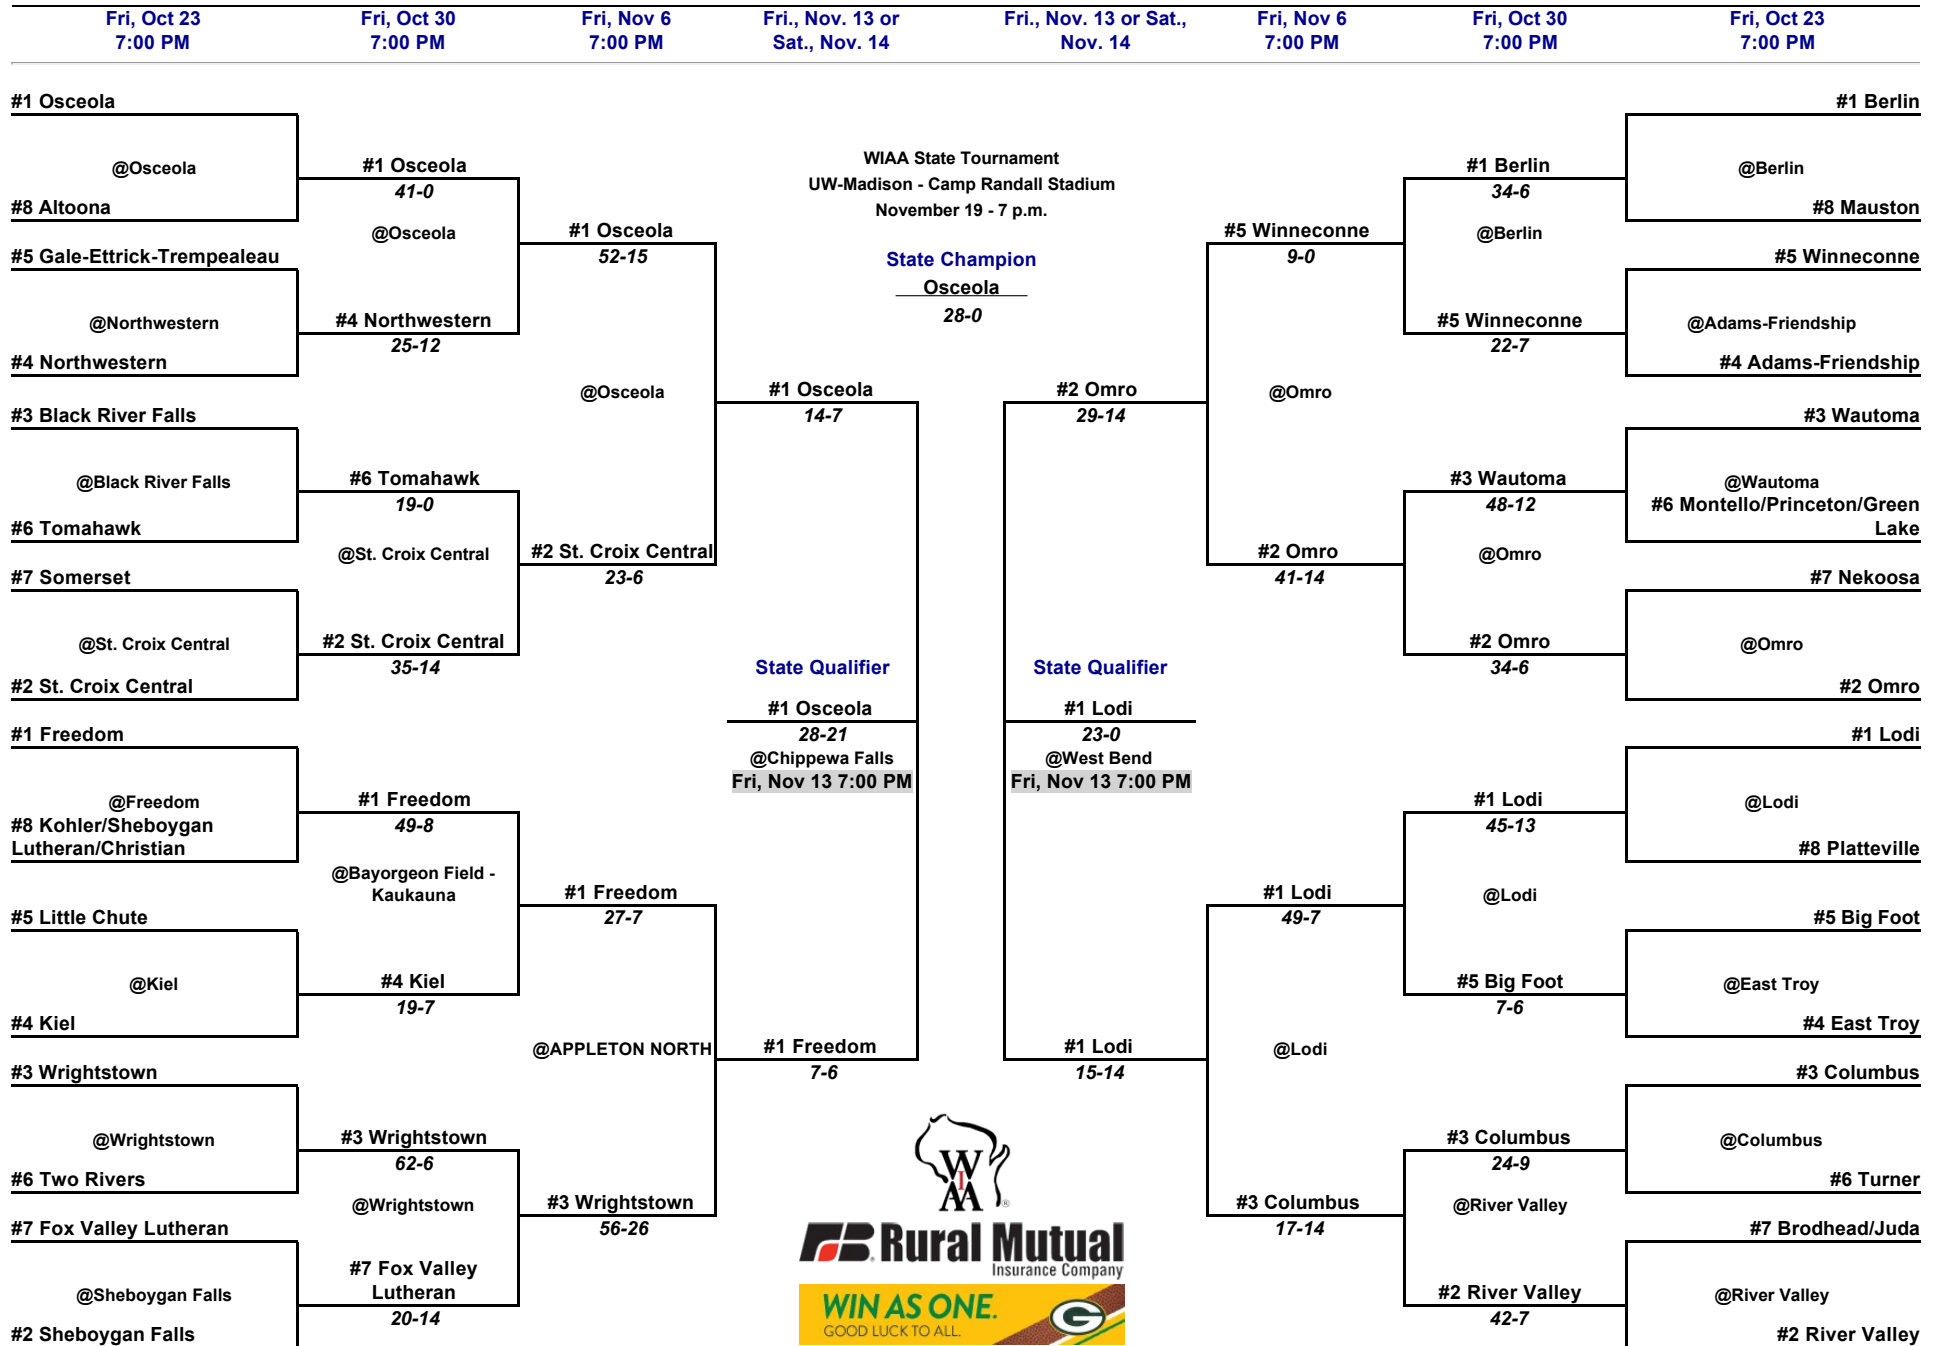 Fri, Oct 23
7:00 PM
Fri, Oct 30
7:00 PM
Fri, Nov 6
7:00 PM
Fri., Nov. 13 or
Sat., Nov. 14
Fri., Nov. 13 or Sat.,
Nov. 14
Fri, Nov 6
7:00 PM
Fri, Oct 30
7:00 PM
Fri, Oct 23
7:00 PM
#1 Osceola
@Osceola
#8 Altoona
#5 Gale-Ettrick-Trempealeau
@Northwestern
#4 Northwestern
#3 Black River Falls
@Black River Falls
#6 Tomahawk
#7 Somerset
@St. Croix Central
#2 St. Croix Central
#1 Freedom
@Freedom
#8 Kohler/Sheboygan
Lutheran/Christian
#5 Little Chute
@Kiel
#4 Kiel
#3 Wrightstown
@Wrightstown
#6 Two Rivers
#7 Fox Valley Lutheran
@Sheboygan Falls
#2 Sheboygan Falls
#1 Osceola
41-0
@Osceola
#4 Northwestern
25-12
#6 Tomahawk
19-0
@St. Croix Central
#2 St. Croix Central
35-14
#1 Freedom
49-8
@Bayorgeon Field -
Kaukauna
#4 Kiel
19-7
#3 Wrightstown
62-6
@Wrightstown
#7 Fox Valley
Lutheran
20-14
#1 Osceola
52-15
@Osceola
#2 St. Croix Central
23-6
#1 Freedom
27-7
@APPLETON NORTH
#3 Wrightstown
56-26
#1 Osceola
14-7
State Qualifier
#1 Osceola
28-21
@Chippewa Falls
Fri, Nov 13 7:00 PM
#1 Freedom
7-6
WIAA State Tournament
UW-Madison - Camp Randall Stadium
November 19 - 7 p.m.
State Champion
Osceola
28-0
#2 Omro
29-14
State Qualifier
#1 Lodi
23-0
@West Bend
Fri, Nov 13 7:00 PM
#1 Lodi
15-14
WIAA
®
Rural Mutual
Insurance Company
WIN AS ONE.
GOOD LUCK TO ALL.
G
#5 Winneconne
9-0
@Omro
#2 Omro
41-14
#1 Lodi
49-7
@Lodi
#3 Columbus
17-14
#1 Berlin
34-6
@Berlin
#5 Winneconne
22-7
#3 Wautoma
48-12
@Omro
#2 Omro
34-6
#1 Lodi
45-13
@Lodi
#5 Big Foot
7-6
#3 Columbus
24-9
@River Valley
#2 River Valley
42-7
#1 Berlin
@Berlin
#8 Mauston
#5 Winneconne
@Adams-Friendship
#4 Adams-Friendship
#3 Wautoma
@Wautoma
#6 Montello/Princeton/Green
Lake
#7 Nekoosa
@Omro
#2 Omro
#1 Lodi
@Lodi
#8 Platteville
#5 Big Foot
@East Troy
#4 East Troy
#3 Columbus
@Columbus
#6 Turner
#7 Brodhead/Juda
@River Valley
#2 River Valley